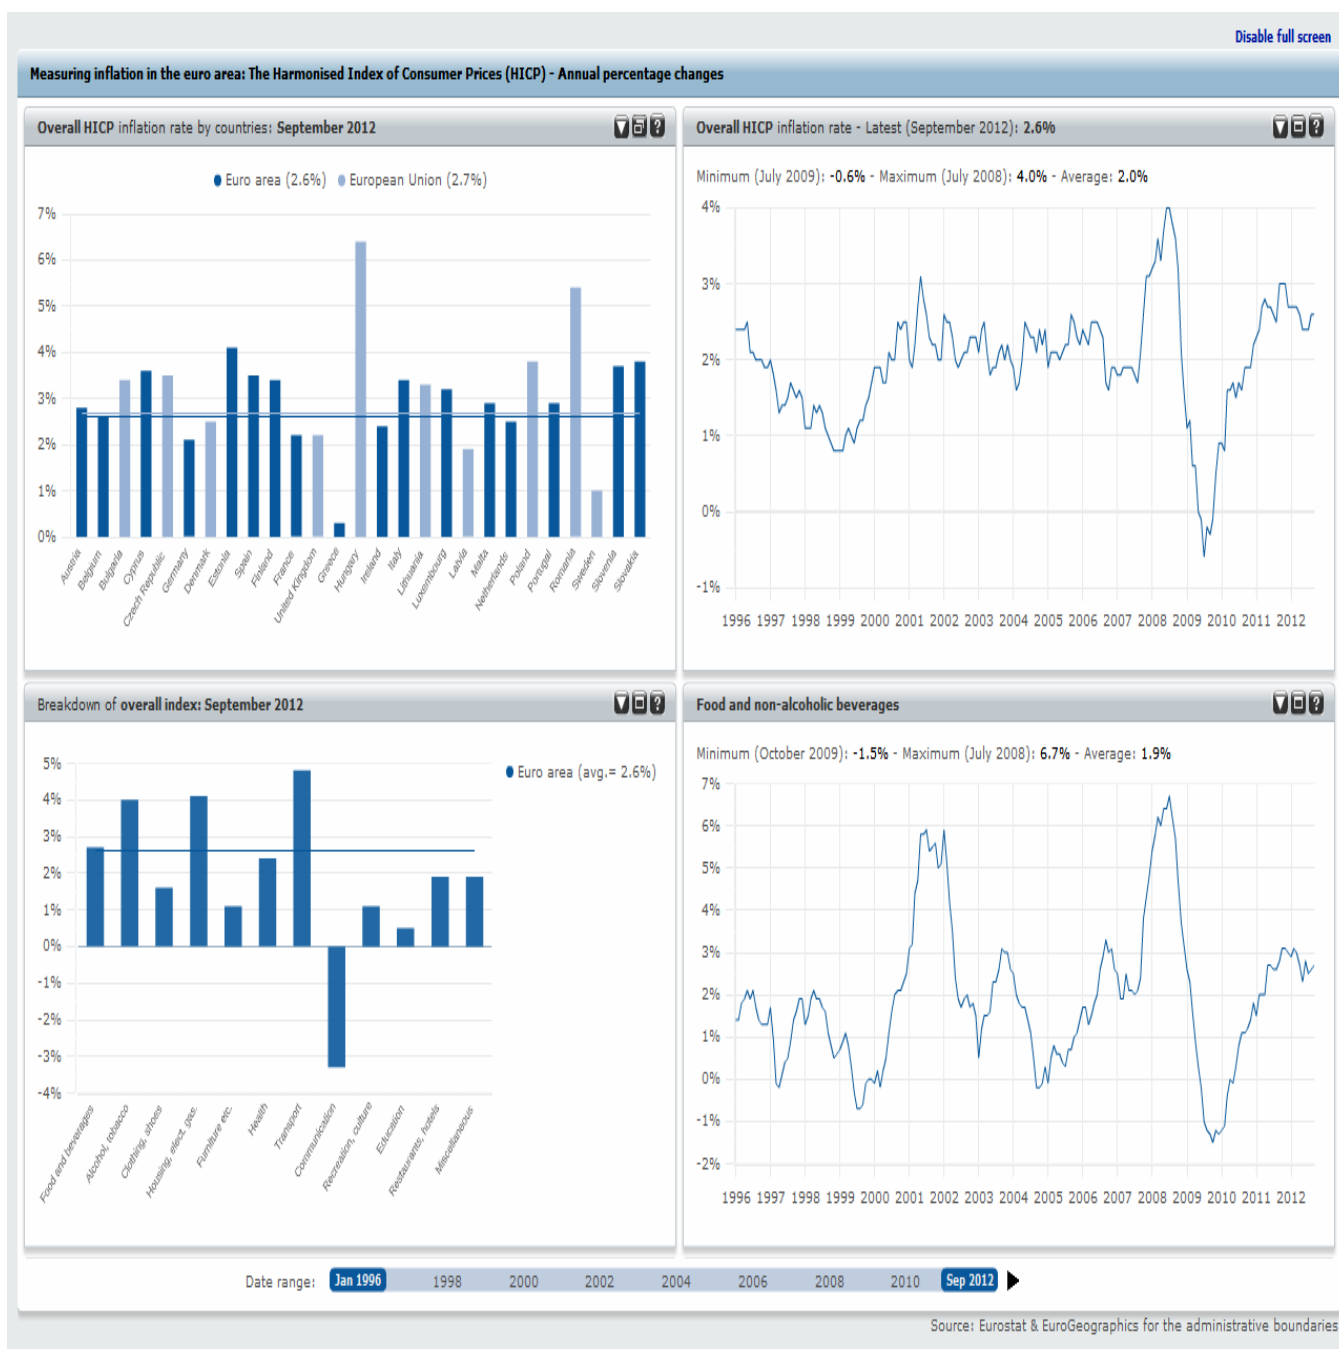 Disable full screen
Measuring inflation in the euro area: The Harmonised Index of Consumer Prices (HICP) - Annual percentage changes
Overall HICP inflation rate by countries: September 2012
Euro area (2.6%) European Union (2.7%)
7%
6%
5%
4%
3%
2%
1%
0%
Austria
Belgium
Bulgaria
Cyprus
Czech Republic
Germany
Denmark
Estonia
Spain
Finland
France
United Kingdom
Greece
Hungary
Ireland
Italy
Lithuania
Luxembourg
Latvia
Malta
Netherlands
Poland
Portugal
Romania
Sweden
Slovenia
Slovakia
Overall HICP inflation rate - Latest (September 2012): 2.6%
Minimum (July 2009): -0.6% - Maximum (July 2008): 4.0% - Average: 2.0%
4%
3%
2%
1%
0%
-1%
1996 1997 1998 1999 2000 2001 2002 2003 2004 2005 2006 2007 2008 2009 2010 2011 2012
Breakdown of overall index: September 2012
Euro area (avg.= 2.6%)
5%
4%
3%
2%
1%
0%
-1%
-2%
-3%
-4%
Food and beverages
Alcohol, tobacco
Clothing, shoes
Housing, elect. gas.
Furniture etc.
Health
Transport
Communication
Recreation, culture
Education
Restaurants, hotels
Miscellaneous
Food and non-alcoholic beverages
Minimum (October 2009): -1.5% - Maximum (July 2008): 6.7% - Average: 1.9%
7%
6%
5%
4%
3%
2%
1%
0%
-1%
-2%
1996 1997 1998 1999 2000 2001 2002 2003 2004 2005 2006 2007 2008 2009 2010 2011 2012
Date range: Jan 1996 1998 2000 2002 2004 2006 2008 2010 Sep 2012
Source: Eurostat & EuroGeographics for the administrative boundaries